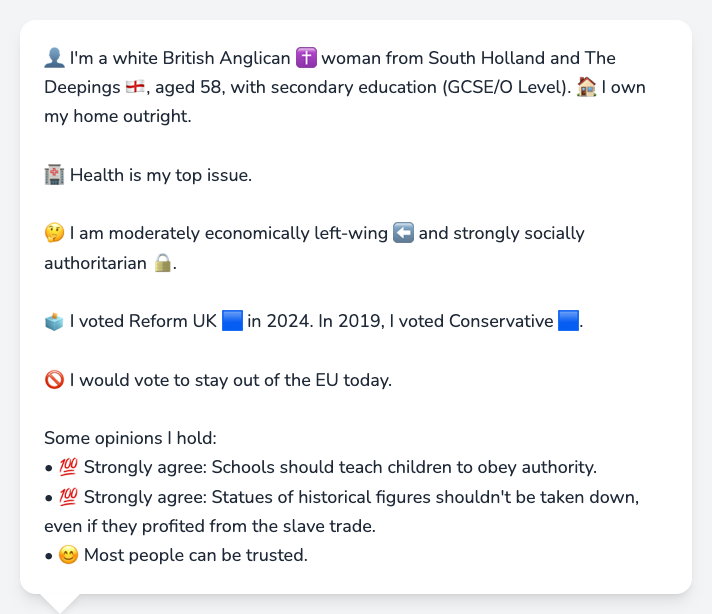 👤 I'm a white British Anglican ✝️ woman from South Holland and The
Deepings 🏴󠁧󠁢󠁥󠁮󠁧󠁿, aged 58, with secondary education (GCSE/O Level). 🏠 I own
my home outright.
🏥 Health is my top issue.
🤔 I am moderately economically left-wing ⬅️ and strongly socially
authoritarian 🔒.
🗳️ I voted Reform UK 🟦 in 2024. In 2019, I voted Conservative 🟦.
🚫 I would vote to stay out of the EU today.
Some opinions I hold:
• 💯 Strongly agree: Schools should teach children to obey authority.
• 💯 Strongly agree: Statues of historical figures shouldn't be taken down,
even if they profited from the slave trade.
• 😊 Most people can be trusted.